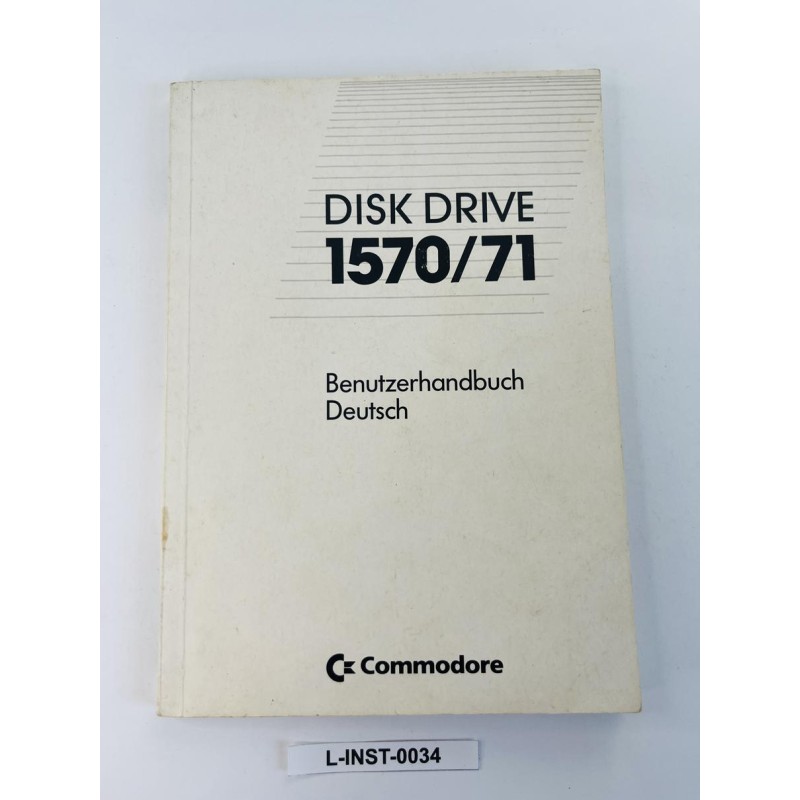 DISK DRIVE
1570/71
Benutzerhandbuch
Deutsch
Commodore
L-INST-0034